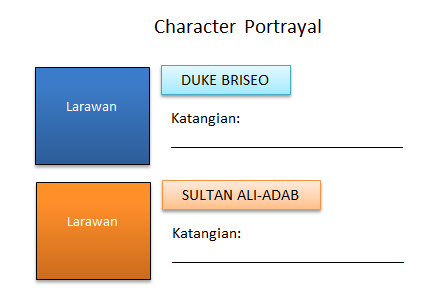 Character Portrayal
Larawan
DUKE BRISEO
Katangian:
Larawan
SULTAN ALI-ADAB
Katangian: